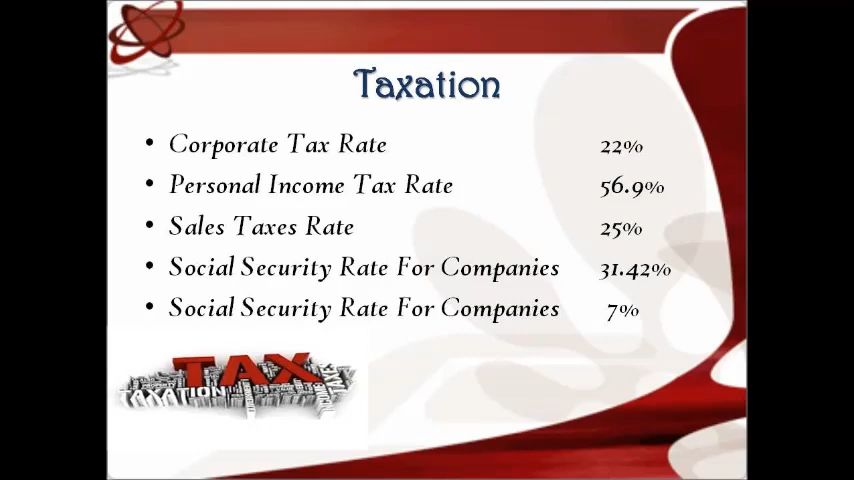 Taxation
• Corporate Tax Rate 22%
• Personal Income Tax Rate 56.9%
• Sales Taxes Rate 25%
• Social Security Rate For Companies 31.42%
• Social Security Rate For Companies 7%
TAX
TAXATION
TAXES